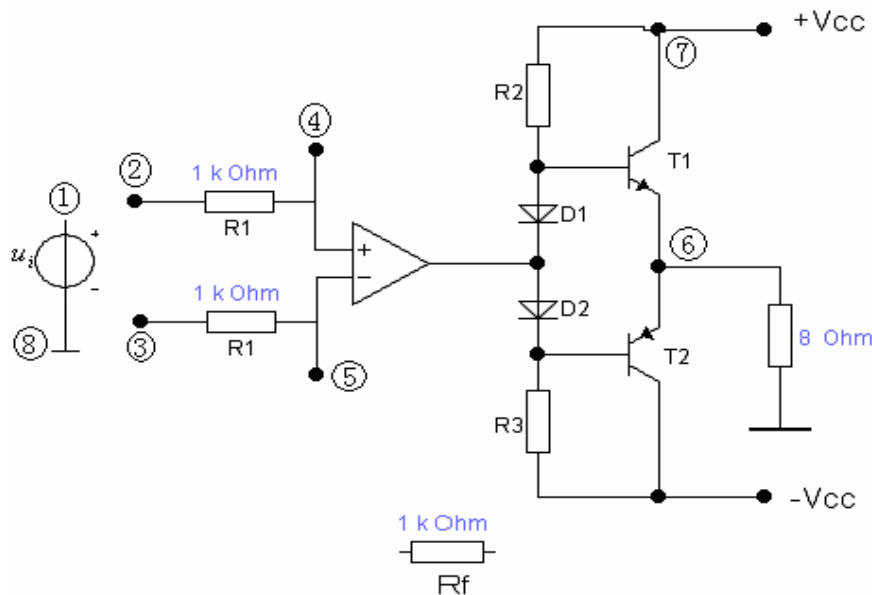 +Vcc
⑦
R2
④
1 k Ohm
②
T1
①
R1
D1
+
+
u_i
⑥
−
-
1 k Ohm
D2
8 Ohm
⑧
R1
T2
③
⑤
R3
-Vcc
1 k Ohm
Rf